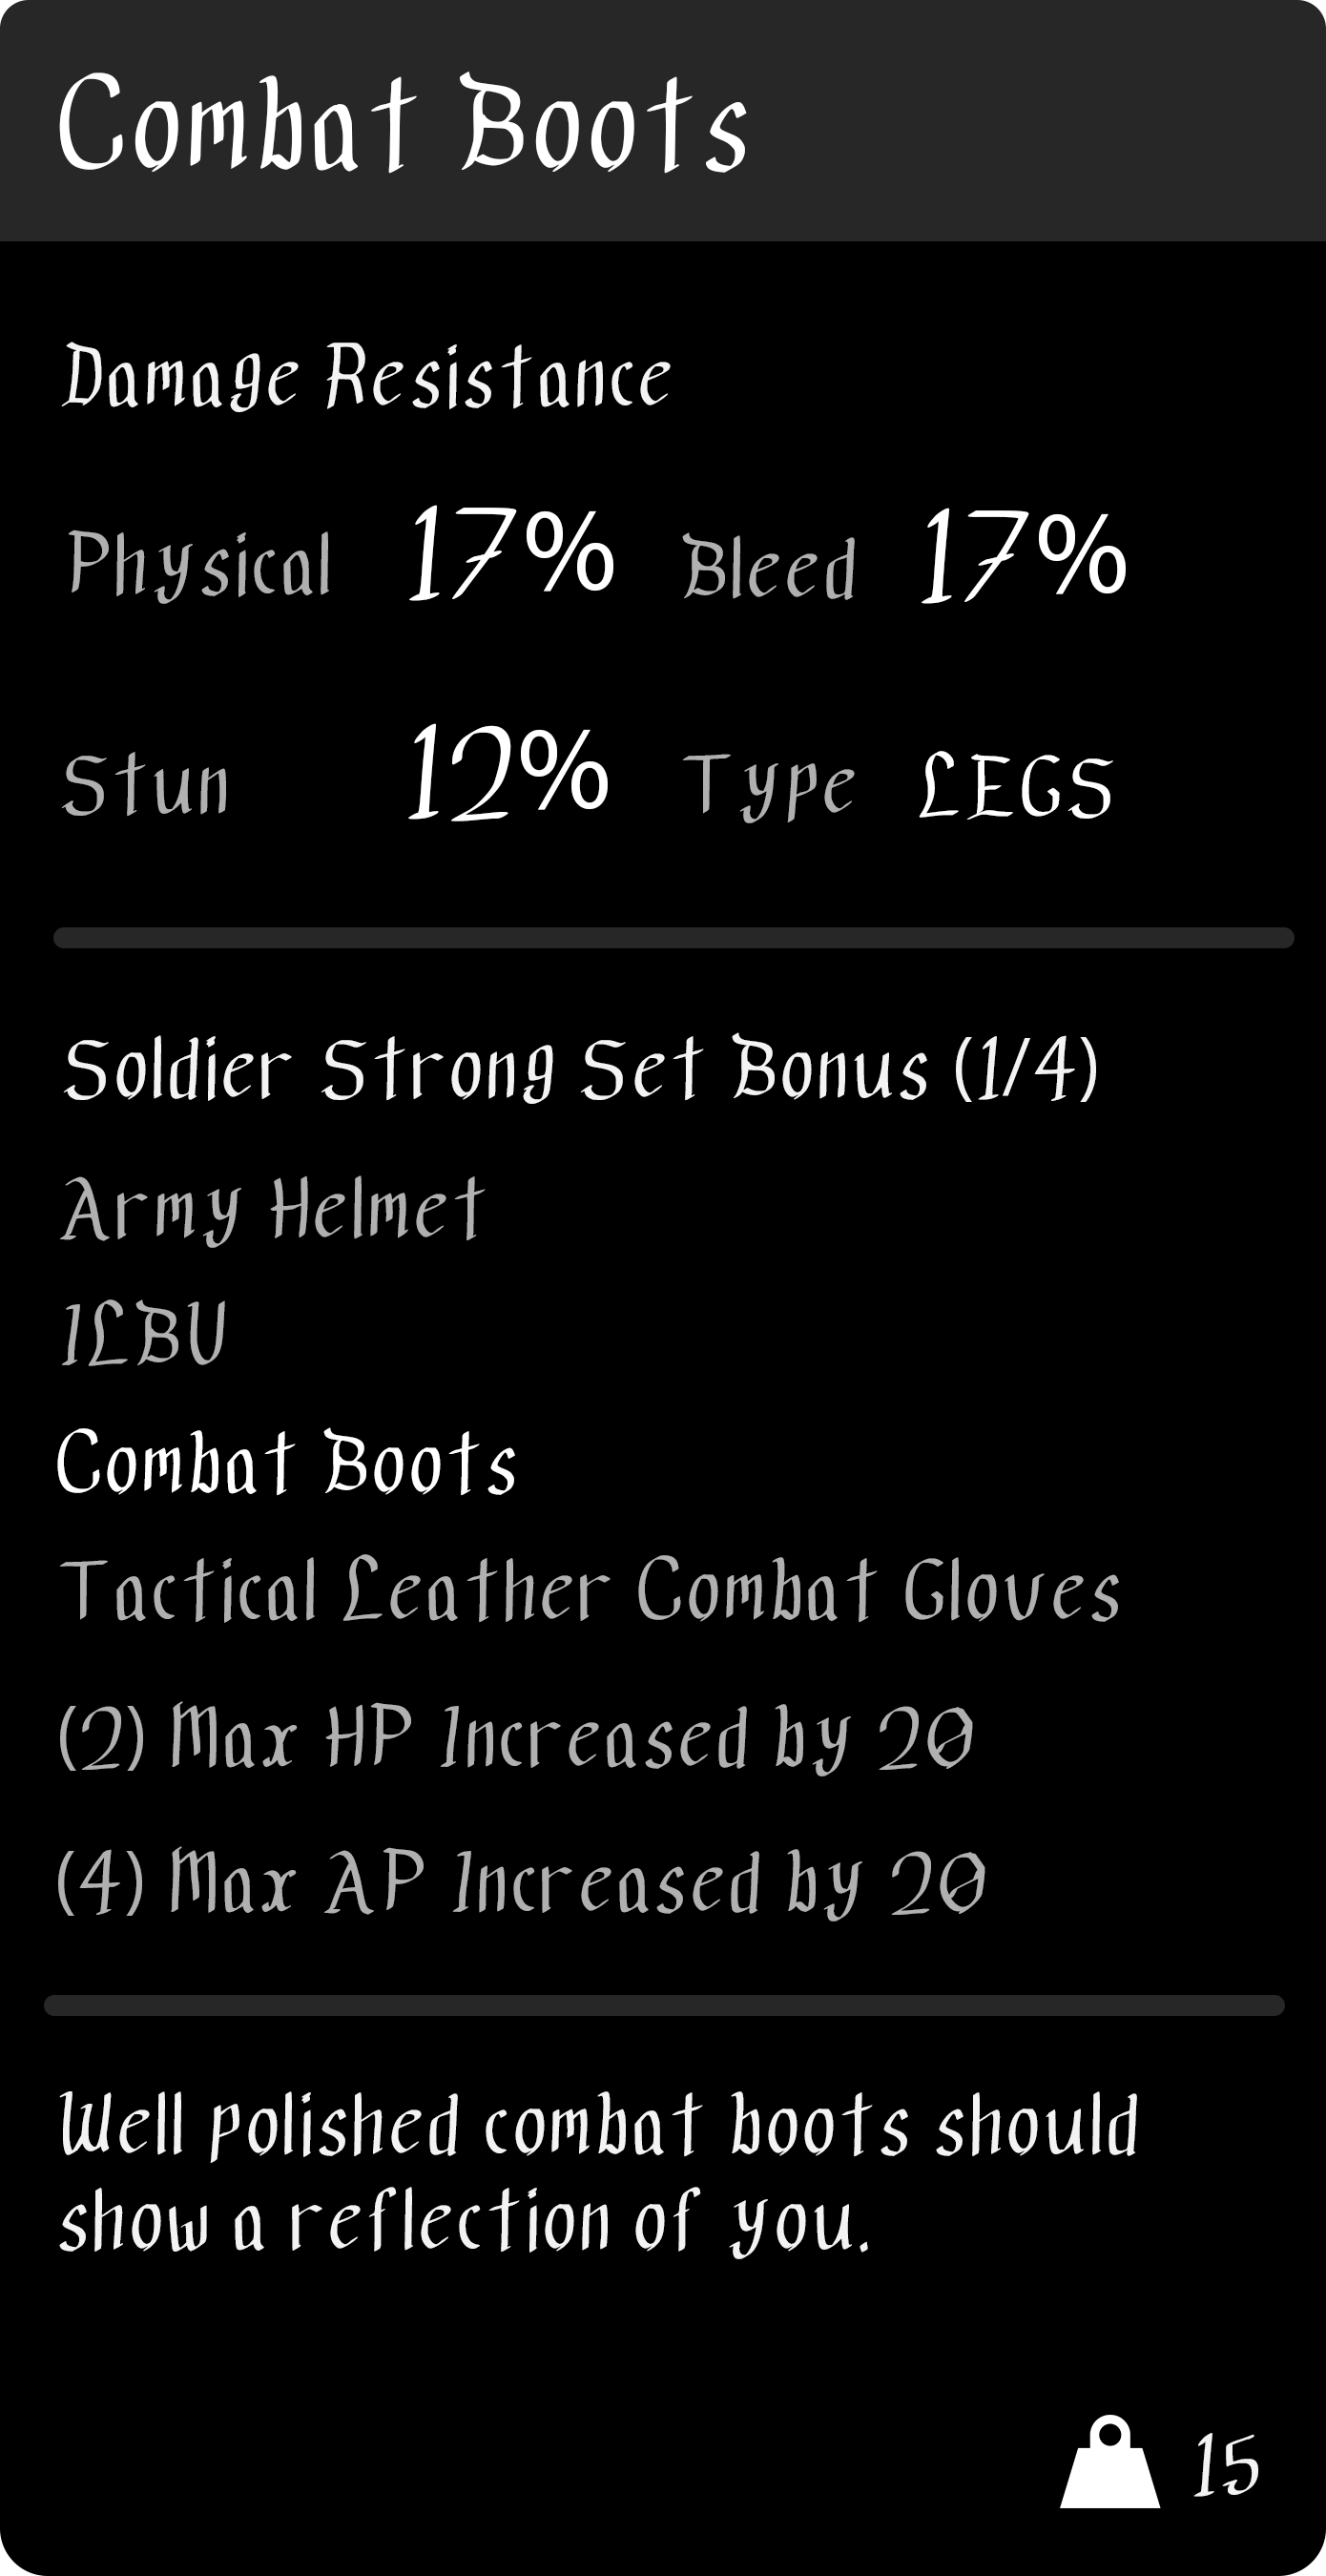 Combat Boots
Damage Resistance
Physical 17% Bleed 17%
Stun 12% Type LEGS
Soldier Strong Set Bonus (1/4)
Army Helmet
ILBU
Combat Boots
Tactical Leather Combat Gloves
(2) Max HP Increased by 20
(4) Max AP Increased by 20
Well polished combat boots should
show a reflection of you.
15